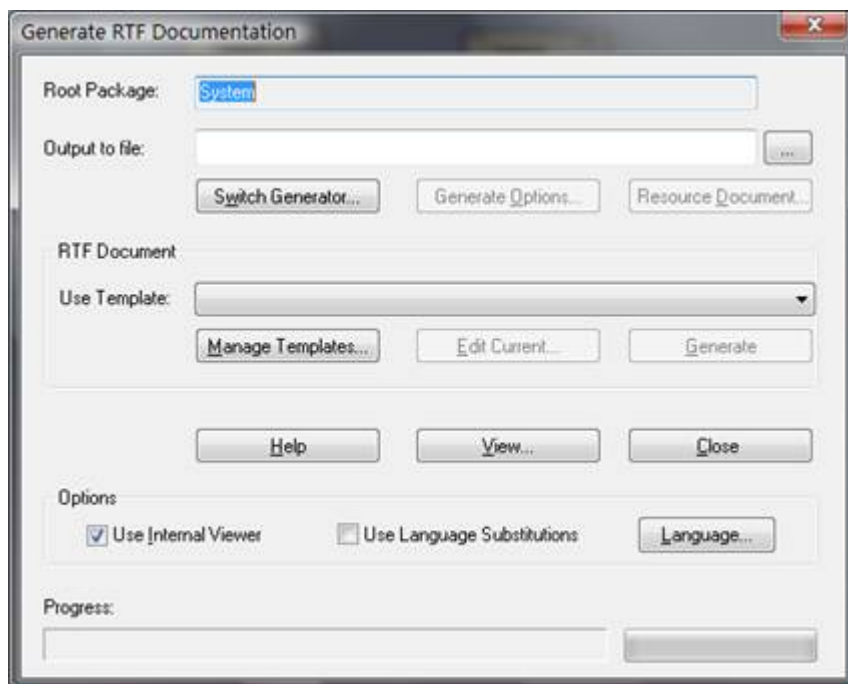 Generate RTF Documentation
Root Package: System
Output to file: ...
Switch Generator... Generate Options... Resource Document...
RTF Document
Use Template:
Manage Templates... Edit Current... Generate
Help View... Close
Options
Use Internal Viewer Use Language Substitutions Language...
Progress: